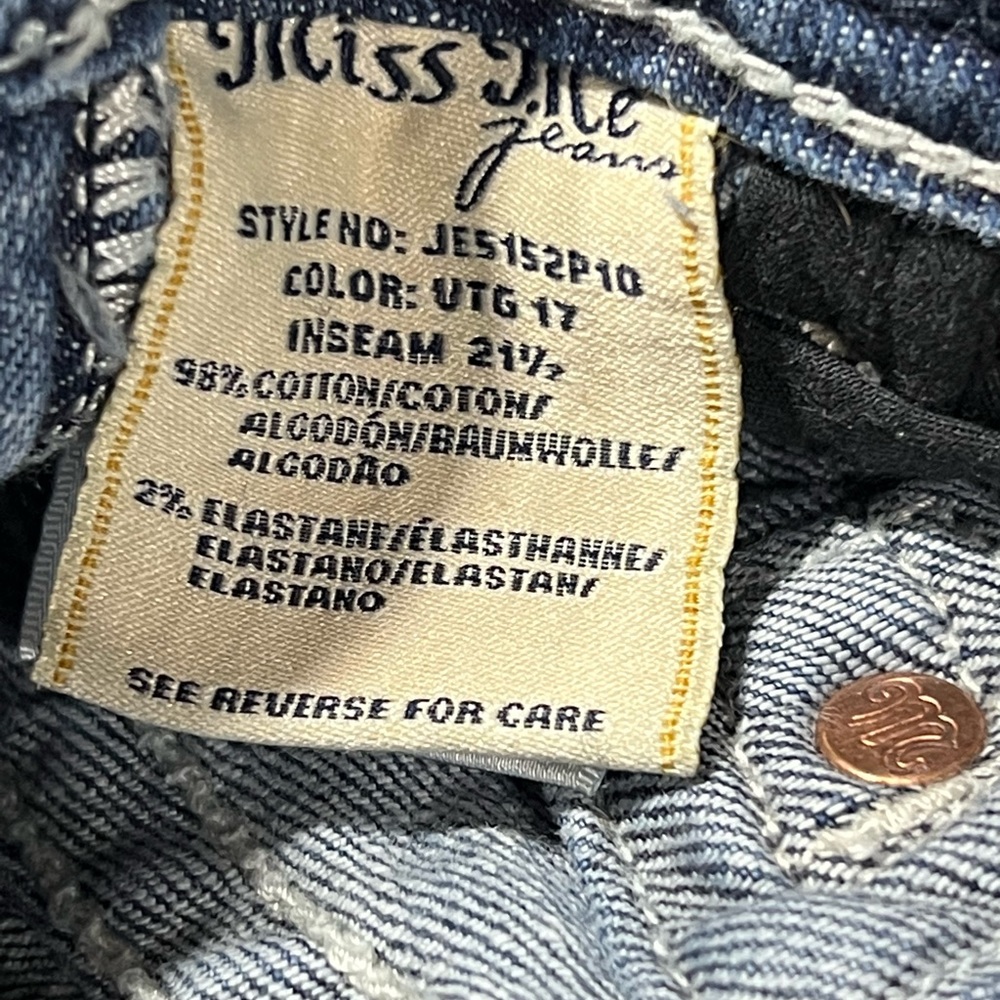 Miss Me
jeans
STYLE NO: JE5152P10
COLOR: VTG 17
INSEAM 21½
98% COTTON/COTON/
ALGODÓN/BAUMWOLLE/
ALGODÃO
2% ELASTANE/ÉLASTHANNE/
ELASTANO/ELASTAN/
ELASTANO
SEE REVERSE FOR CARE